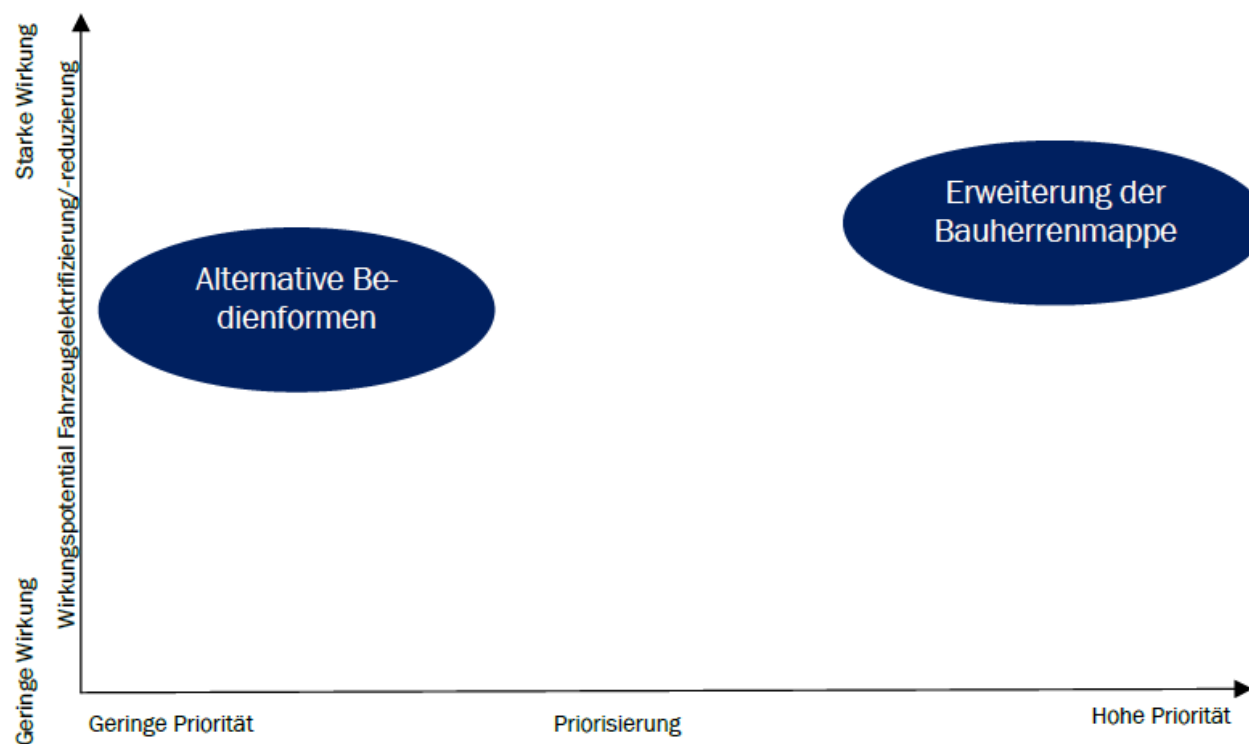 Starke Wirkung
Wirkungspotential Fahrzeugelektrifizierung/-reduzierung
Geringe Wirkung
Alternative Be-
dienformen
Erweiterung der
Bauherrenmappe
Geringe Priorität
Priorisierung
Hohe Priorität